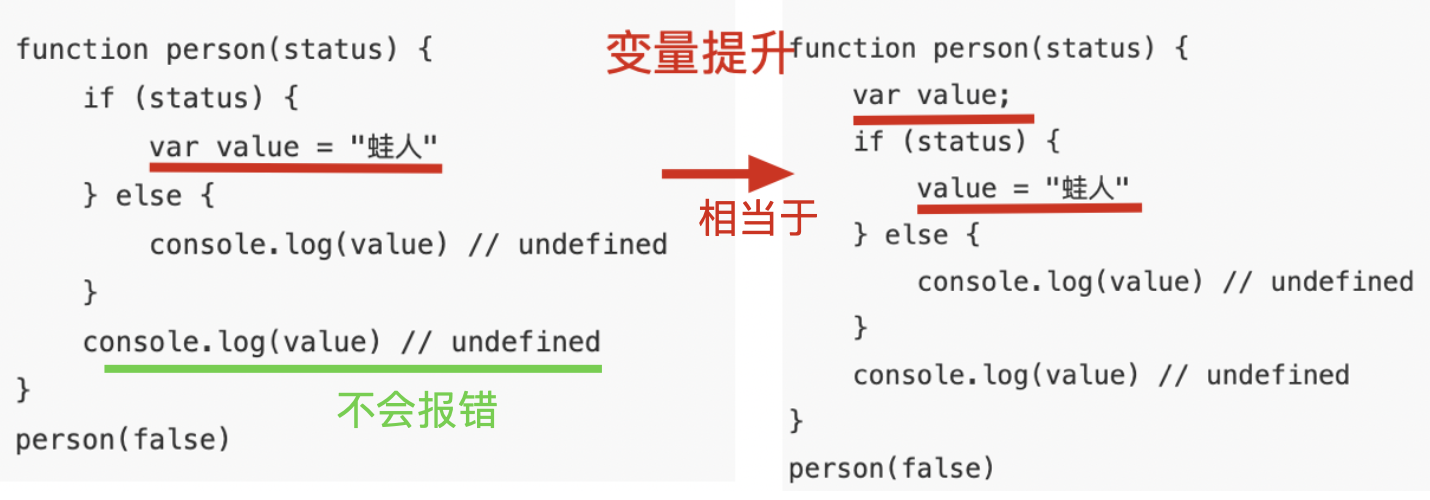 function person(status) {
    if (status) {
        var value = "蛙人"
    } else {
        console.log(value) // undefined
    }
    console.log(value) // undefined
不会报错
}
person(false)
变量提升
相当于
function person(status) {
    var value;
    if (status) {
        value = "蛙人"
    } else {
        console.log(value) // undefined
    }
    console.log(value) // undefined
}
person(false)